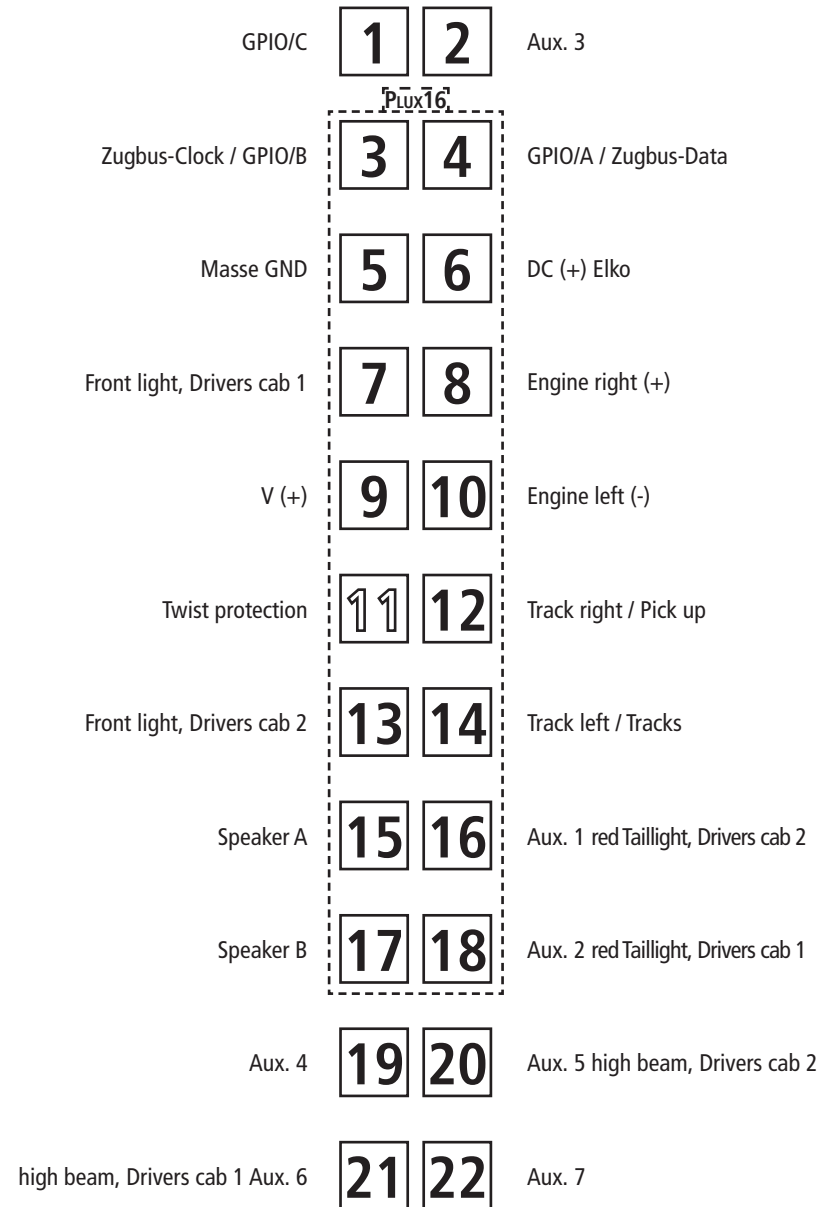 GPIO/C 1 2 Aux. 3
PLUX16
Zugbus-Clock / GPIO/B 3 4 GPIO/A / Zugbus-Data
Masse GND 5 6 DC (+) Elko
Front light, Drivers cab 1 7 8 Engine right (+)
V (+) 9 10 Engine left (-)
Twist protection 11 12 Track right / Pick up
Front light, Drivers cab 2 13 14 Track left / Tracks
Speaker A 15 16 Aux. 1 red Taillight, Drivers cab 2
Speaker B 17 18 Aux. 2 red Taillight, Drivers cab 1
Aux. 4 19 20 Aux. 5 high beam, Drivers cab 2
high beam, Drivers cab 1 Aux. 6 21 22 Aux. 7